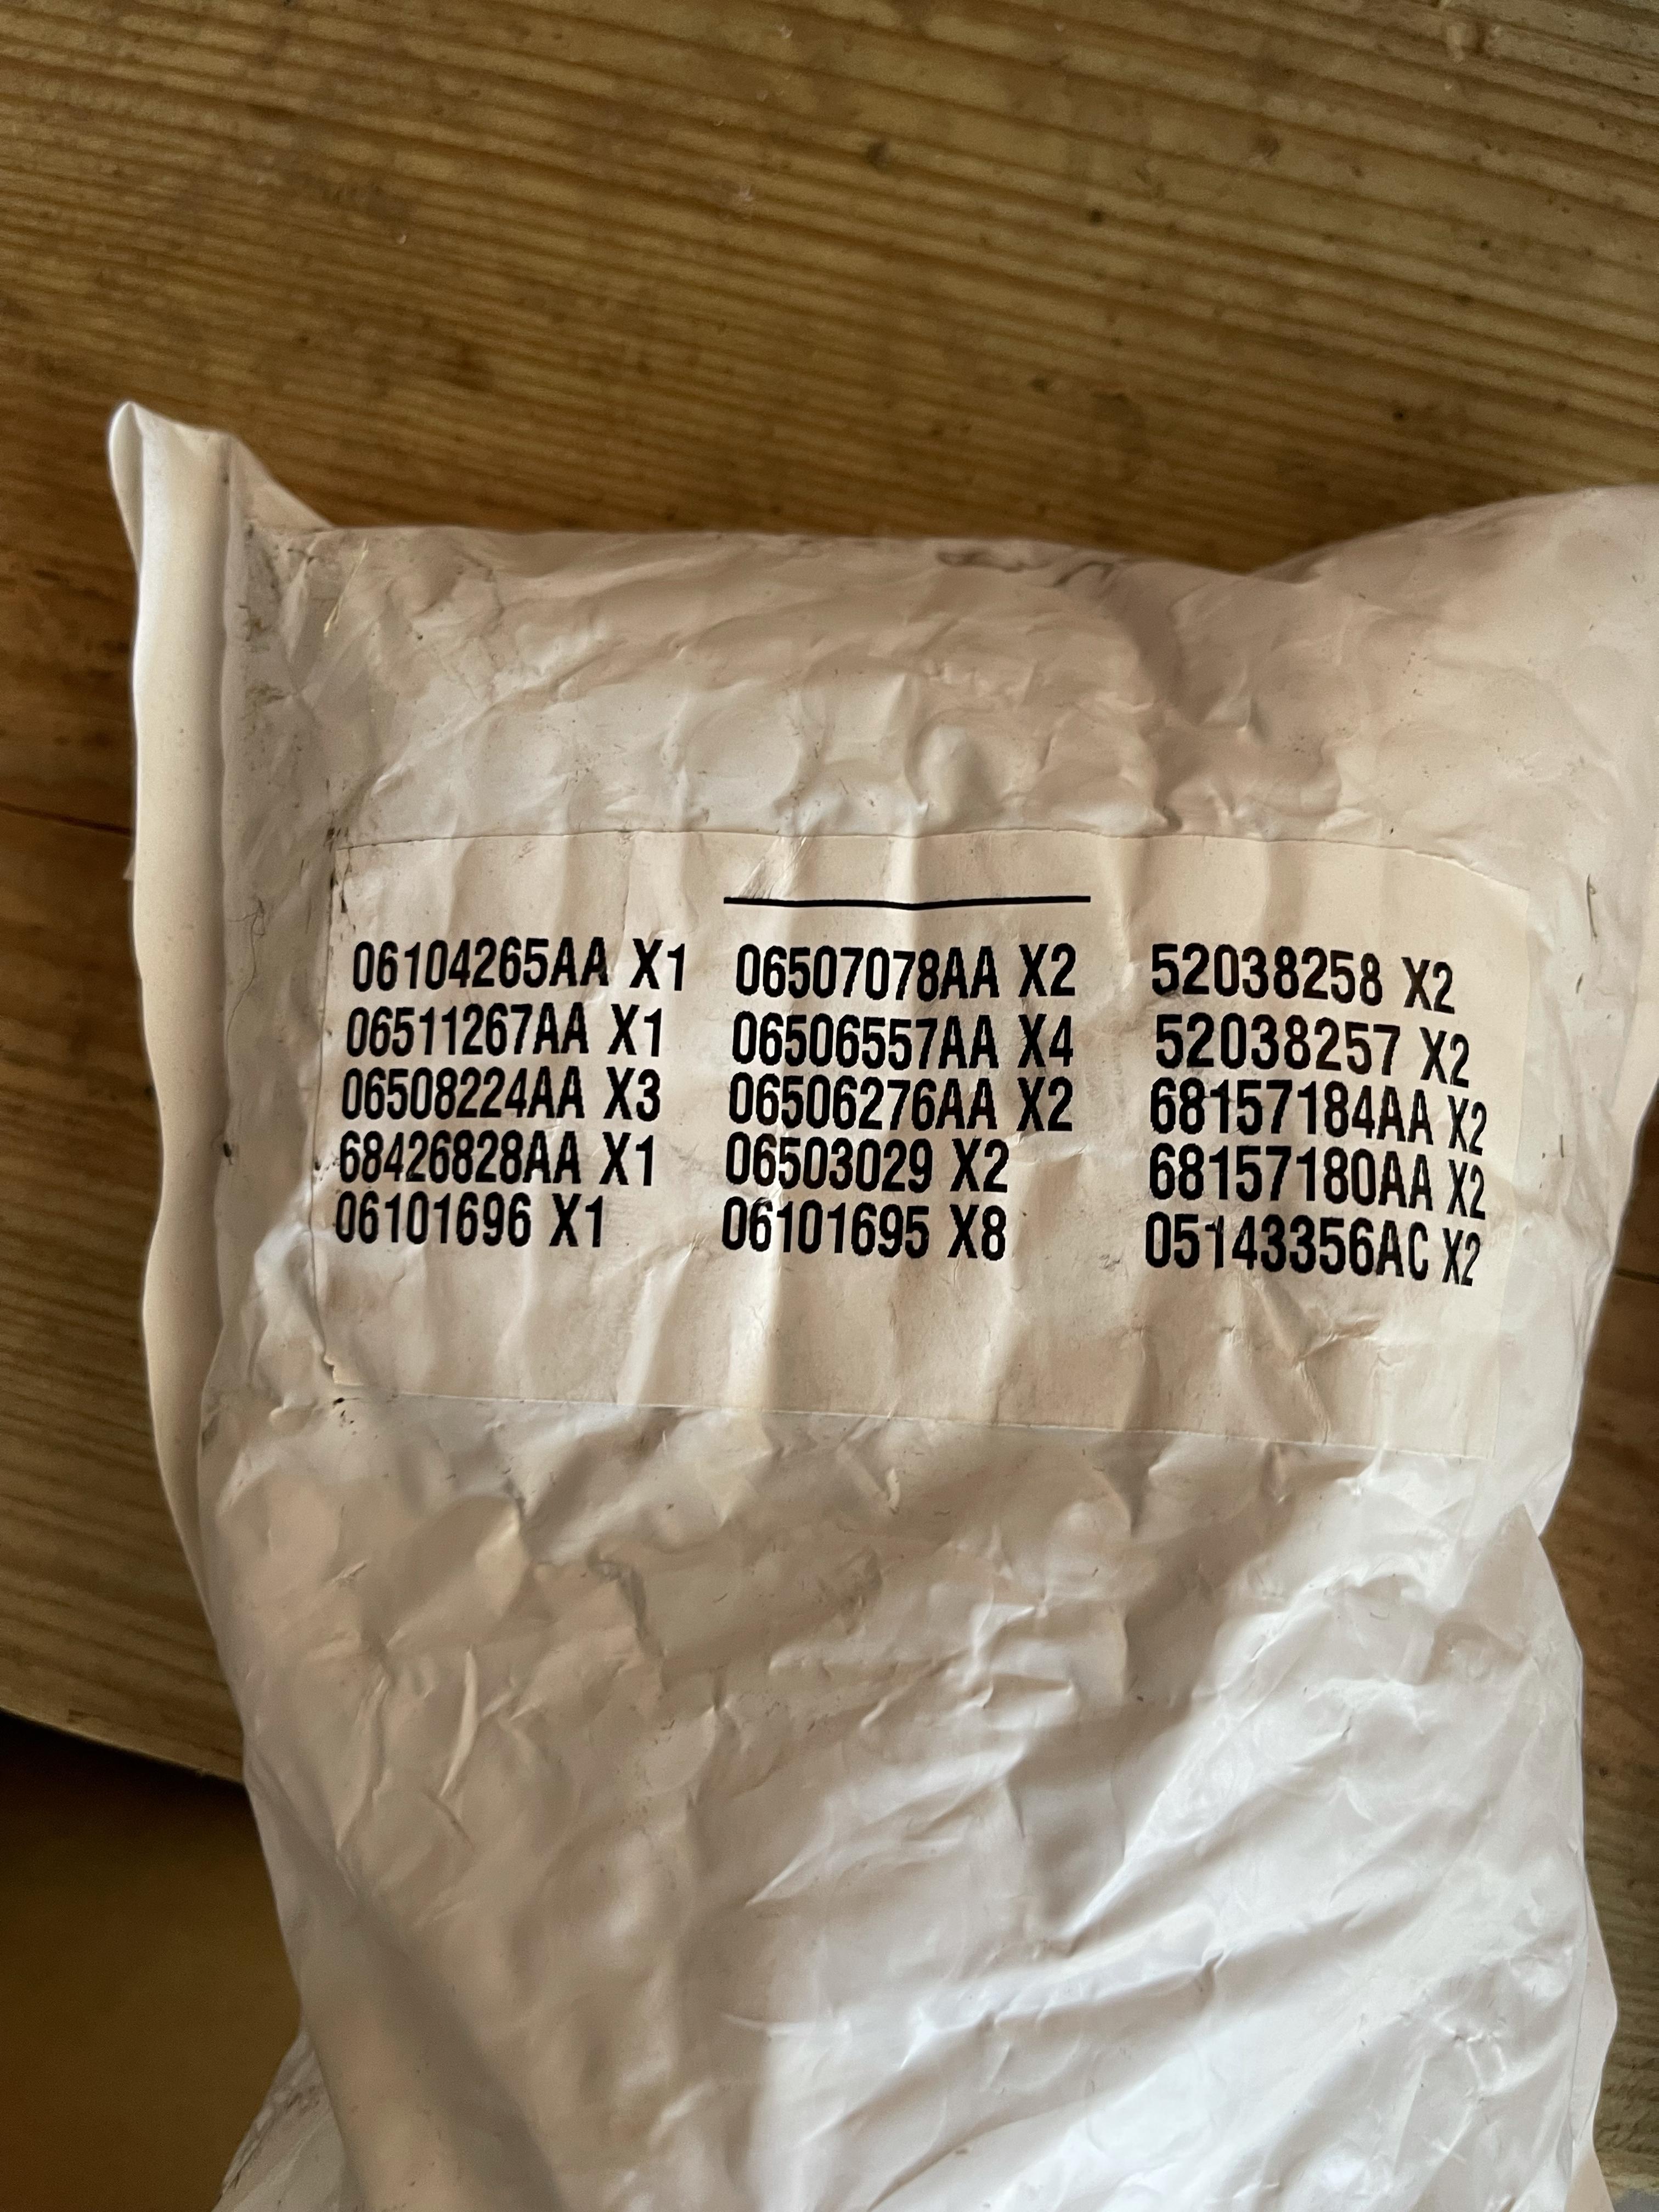 06104265AA X1
06511267AA X1
06508224AA X3
68426828AA X1
06101696 X1
06507078AA X2
06506557AA X4
06506276AA X2
06503029 X2
06101695 X8
52038258 X2
52038257 X2
68157184AA X2
68157180AA X2
05143356AC X2